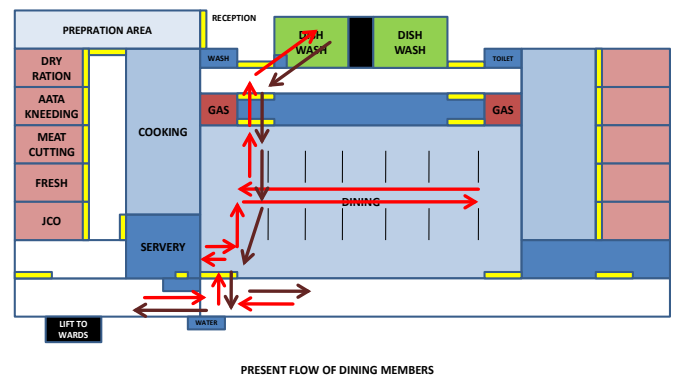 PREPRATION AREA
RECEPTION
DISH
WASH
DISH
WASH
WASH
TOILET
DRY
RATION
AATA
KNEEDING
MEAT
CUTTING
FRESH
JCO
COOKING
GAS
GAS
DINING
SERVERY
WATER
LIFT TO
WARDS
PRESENT FLOW OF DINING MEMBERS